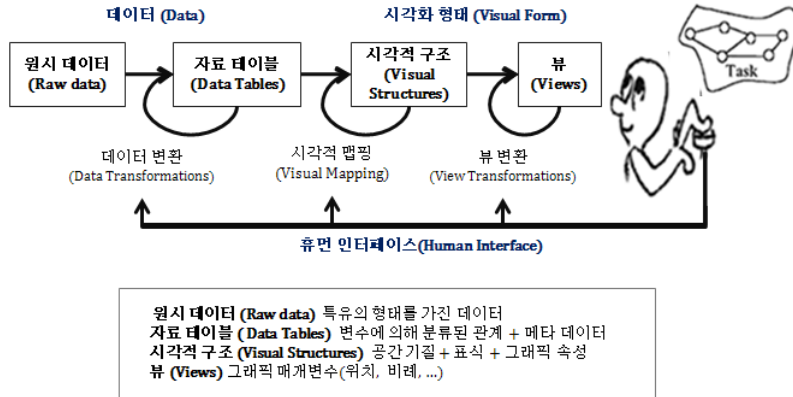 데이터 (Data)
시각화 형태 (Visual Form)
원시 데이터
(Raw data)
자료 테이블
(Data Tables)
시각적 구조
(Visual
Structures)
뷰
(Views)
Task
데이터 변환
(Data Transformations)
시각적 맵핑
(Visual Mapping)
뷰 변환
(View Transformations)
휴먼 인터페이스(Human Interface)
원시 데이터 (Raw data) 특유의 형태를 가진 데이터
자료 테이블 ( Data Tables) 변수에 의해 분류된 관계 + 메타 데이터
시각적 구조 (Visual Structures) 공간 기질 + 표식 + 그래픽 속성
뷰 (Views) 그래픽 매개변수(위치, 비례, ...)